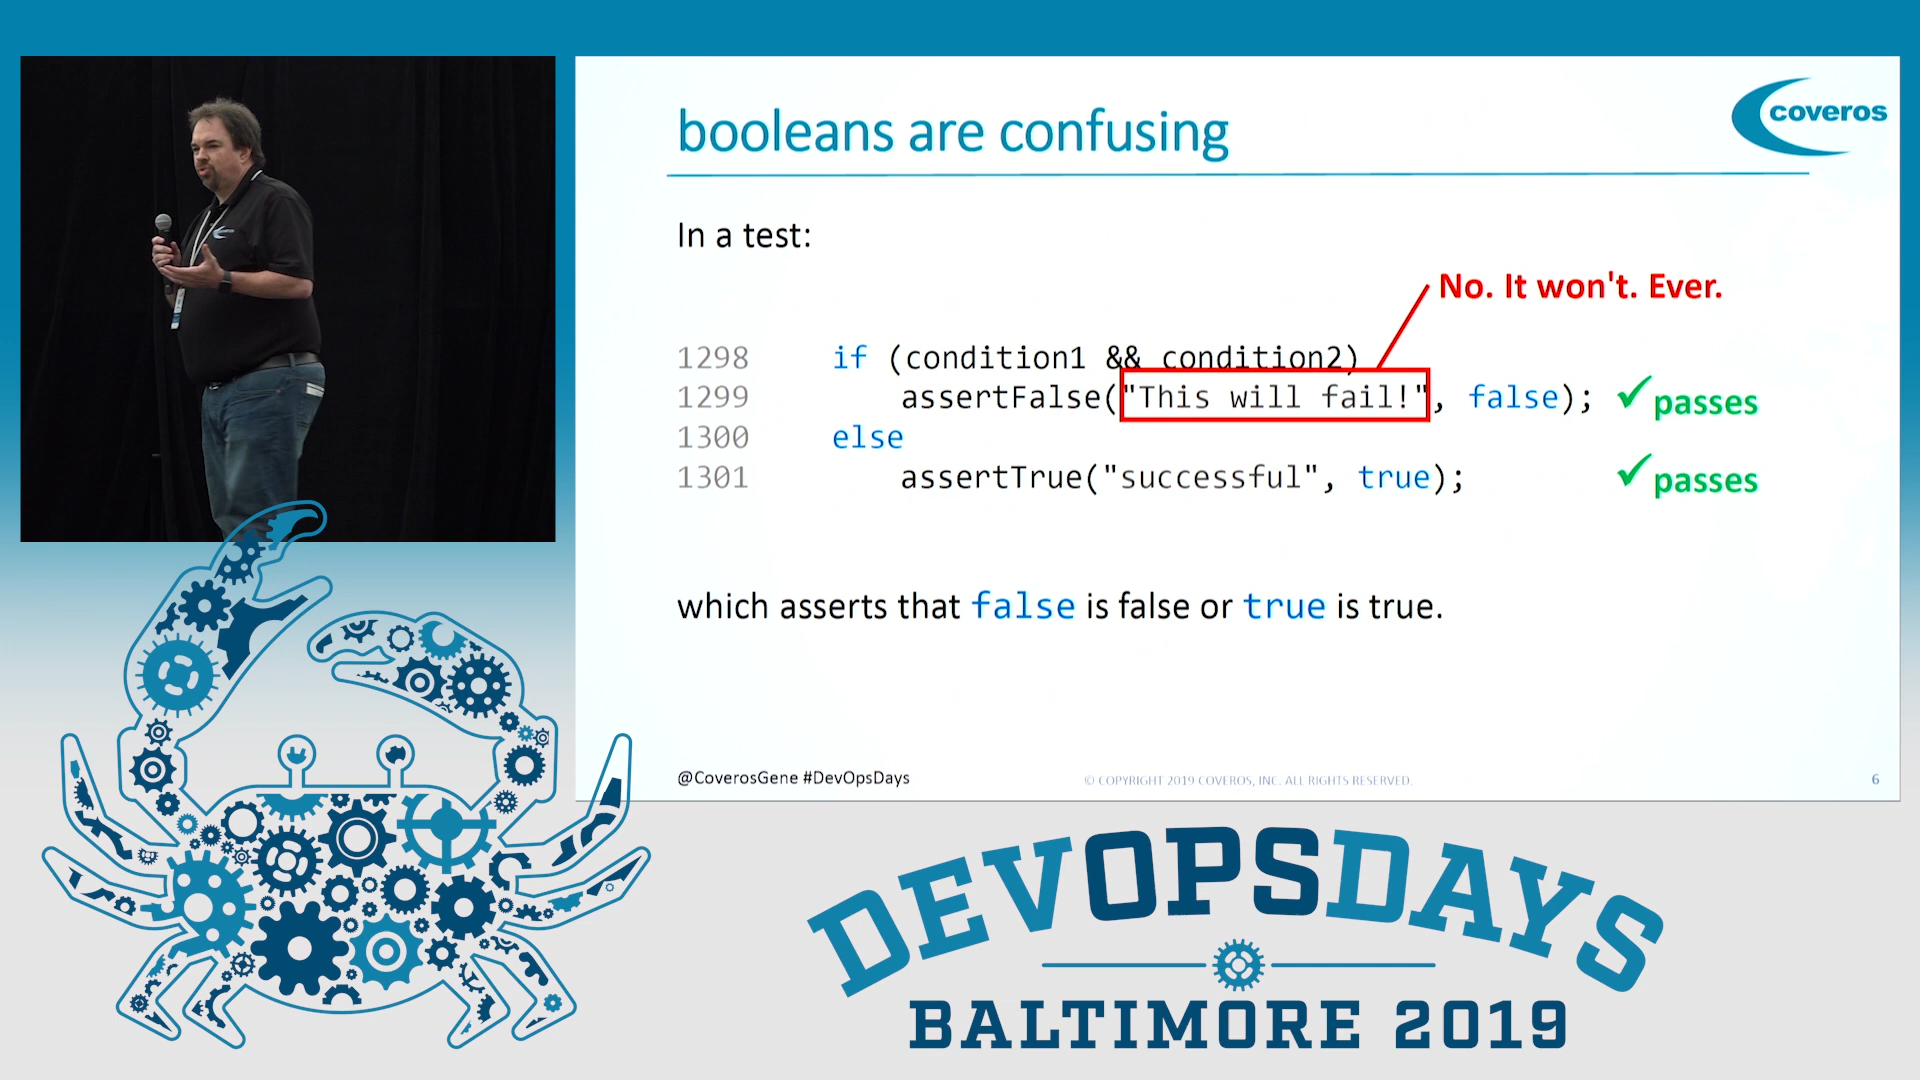 booleans are confusing
coveros
In a test:
No. It won't. Ever.
1298 if (condition1 && condition2)
1299 assertFalse("This will fail!", false); ✓passes
1300 else
1301 assertTrue("successful", true); ✓passes
which asserts that false is false or true is true.
@CoverosGene #DevOpsDays
© COPYRIGHT 2019 COVEROS, INC. ALL RIGHTS RESERVED.
6
DEVOPSDAYS
BALTIMORE 2019